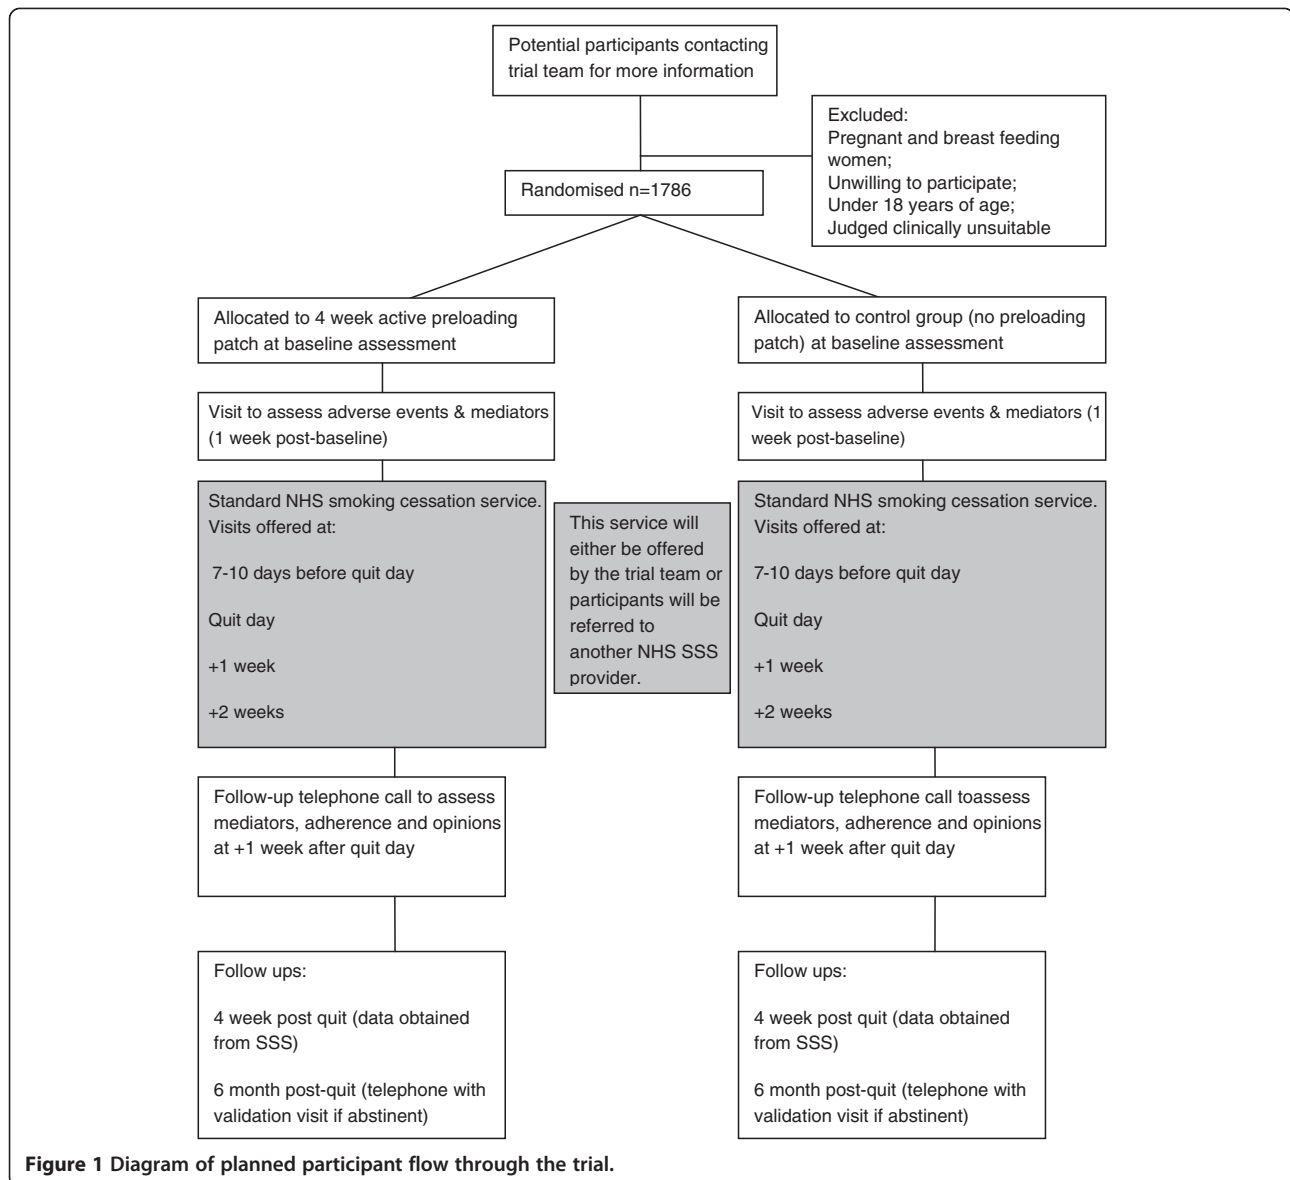 Potential participants contacting
trial team for more information
Excluded:
Pregnant and breast feeding
women;
Unwilling to participate;
Under 18 years of age;
Judged clinically unsuitable
Randomised n=1786
Allocated to 4 week active preloading
patch at baseline assessment
Allocated to control group (no preloading
patch) at baseline assessment
Visit to assess adverse events & mediators
(1 week post-baseline)
Visit to assess adverse events & mediators (1
week post-baseline)
Standard NHS smoking cessation service.
Visits offered at:
7-10 days before quit day
Quit day
+1 week
+2 weeks
This service will
either be offered
by the trial team or
participants will be
referred to
another NHS SSS
provider.
Standard NHS smoking cessation service.
Visits offered at:
7-10 days before quit day
Quit day
+1 week
+2 weeks
Follow-up telephone call to assess
mediators, adherence and opinions
at +1 week after quit day
Follow-up telephone call toassess
mediators, adherence and opinions
at +1 week after quit day
Follow ups:
4 week post quit (data obtained
from SSS)
6 month post-quit (telephone with
validation visit if abstinent)
Follow ups:
4 week post quit (data obtained
from SSS)
6 month post-quit (telephone with
validation visit if abstinent)
Figure 1 Diagram of planned participant flow through the trial.